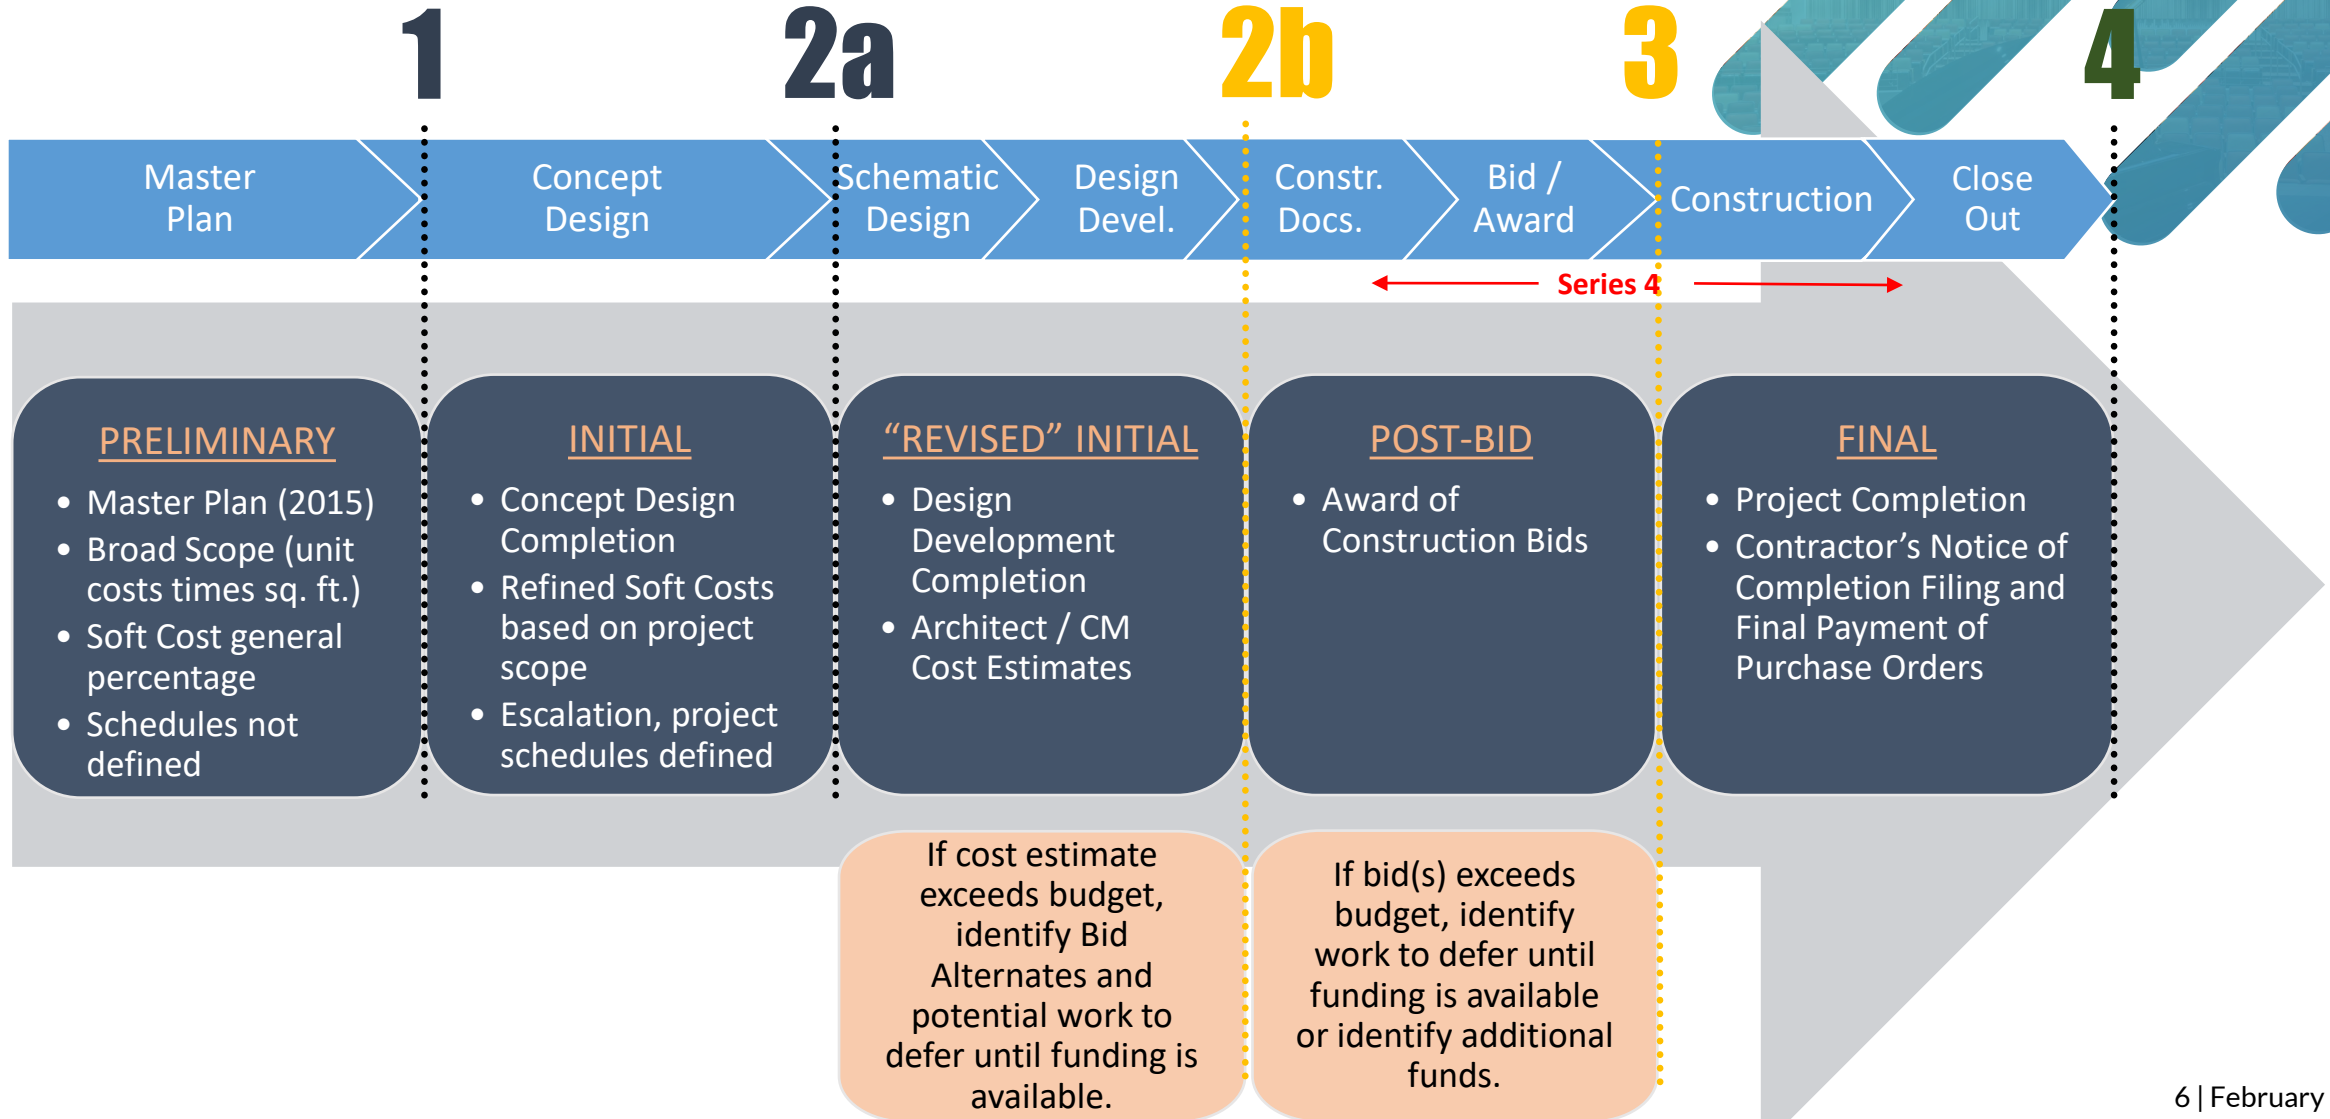 1
2a
2b
3
4
Master
Plan
Concept
Design
Schematic
Design
Design
Devel.
Constr.
Docs.
Bid /
Award
Construction
Close
Out
Series 4
PRELIMINARY
• Master Plan (2015)
• Broad Scope (unit
costs times sq. ft.)
• Soft Cost general
percentage
• Schedules not
defined
INITIAL
• Concept Design
Completion
• Refined Soft Costs
based on project
scope
• Escalation, project
schedules defined
“REVISED” INITIAL
• Design
Development
Completion
• Architect / CM
Cost Estimates
POST-BID
• Award of
Construction Bids
FINAL
• Project Completion
• Contractor’s Notice of
Completion Filing and
Final Payment of
Purchase Orders
If cost estimate
exceeds budget,
identify Bid
Alternates and
potential work to
defer until funding is
available.
If bid(s) exceeds
budget, identify
work to defer until
funding is available
or identify additional
funds.
6 | February